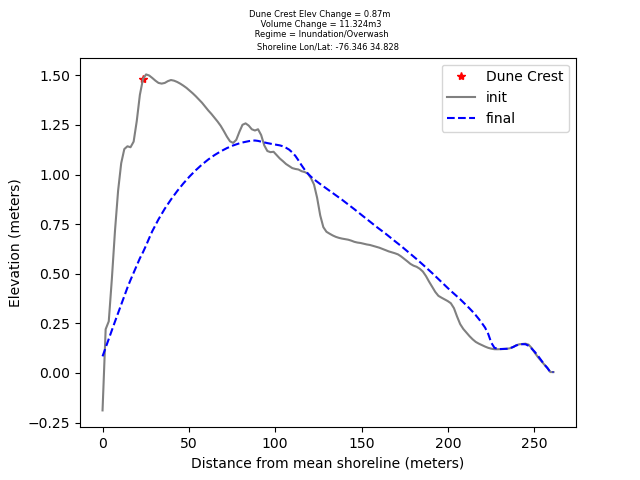 Dune Crest Elev Change = 0.87m
Volume Change = 11.324m3
Regime = Inundation/Overwash
Shoreline Lon/Lat: -76.346 34.828
Dune Crest
init
final
1.50
1.25
1.00
0.75
0.50
0.25
0.00
−0.25
Elevation (meters)
0
50
100
150
200
250
Distance from mean shoreline (meters)